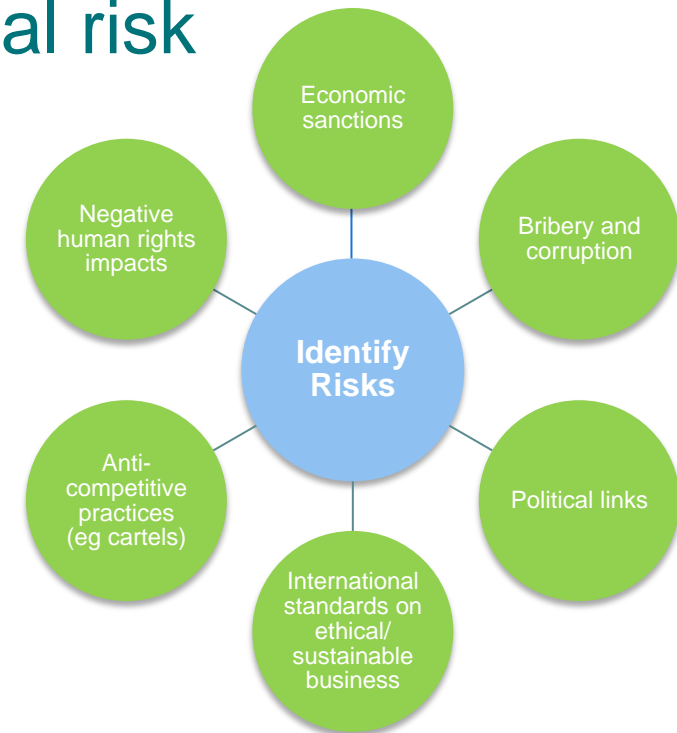 al risk
Economic
sanctions
Bribery and
corruption
Political links
International
standards on
ethical/
sustainable
business
Anti-
competitive
practices
(eg cartels)
Negative
human rights
impacts
Identify
Risks